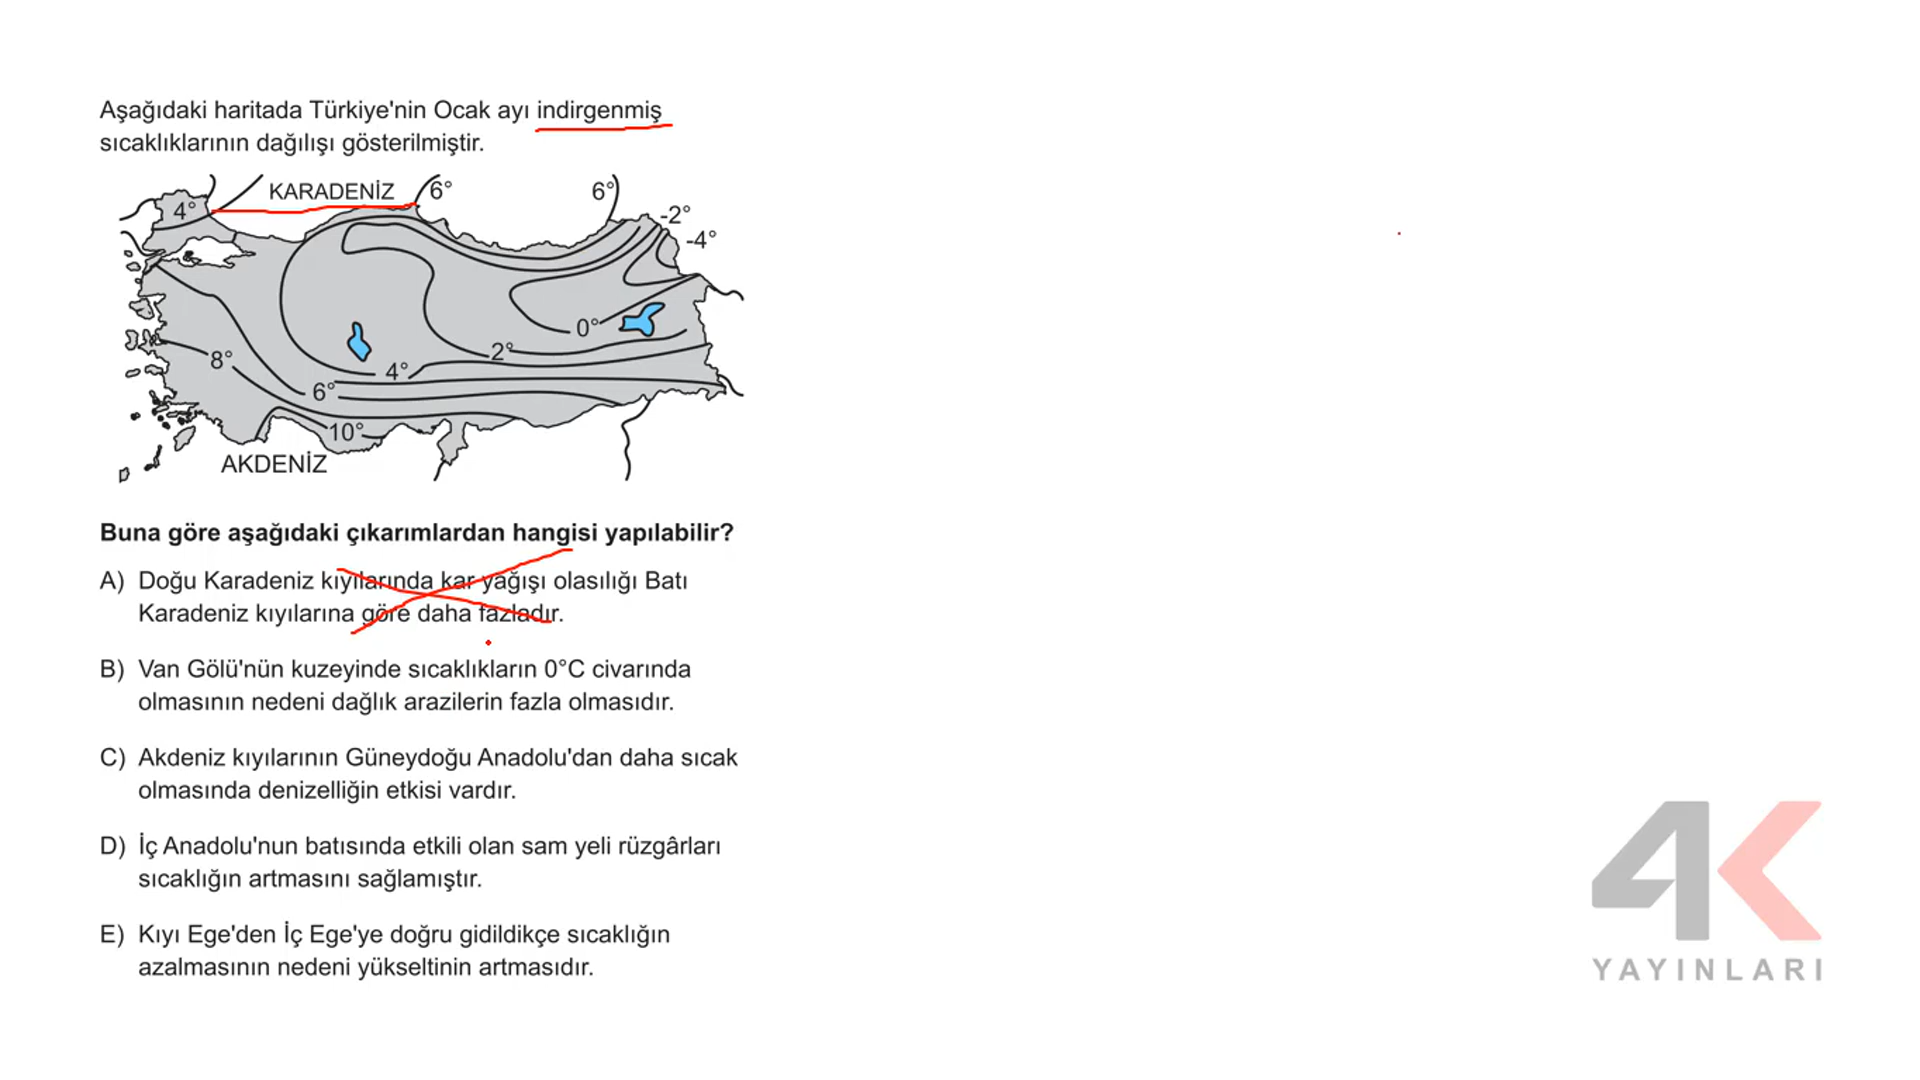 Aşağıdaki haritada Türkiye'nin Ocak ayı indirgenmiş
sıcaklıklarının dağılışı gösterilmiştir.
KARADENİZ
6°
6°
4°
-2°
-4°
0°
2°
8°
4°
6°
10°
AKDENİZ
Buna göre aşağıdaki çıkarımlardan hangisi yapılabilir?
A) Doğu Karadeniz kıyılarında kar yağışı olasılığı Batı
Karadeniz kıyılarına göre daha fazladır.
B) Van Gölü'nün kuzeyinde sıcaklıkların 0°C civarında
olmasının nedeni dağlık arazilerin fazla olmasıdır.
C) Akdeniz kıyılarının Güneydoğu Anadolu'dan daha sıcak
olmasında denizelliğin etkisi vardır.
D) İç Anadolu'nun batısında etkili olan sam yeli rüzgârları
sıcaklığın artmasını sağlamıştır.
E) Kıyı Ege'den İç Ege'ye doğru gidildikçe sıcaklığın
azalmasının nedeni yükseltinin artmasıdır.
4K
YAYINLARI